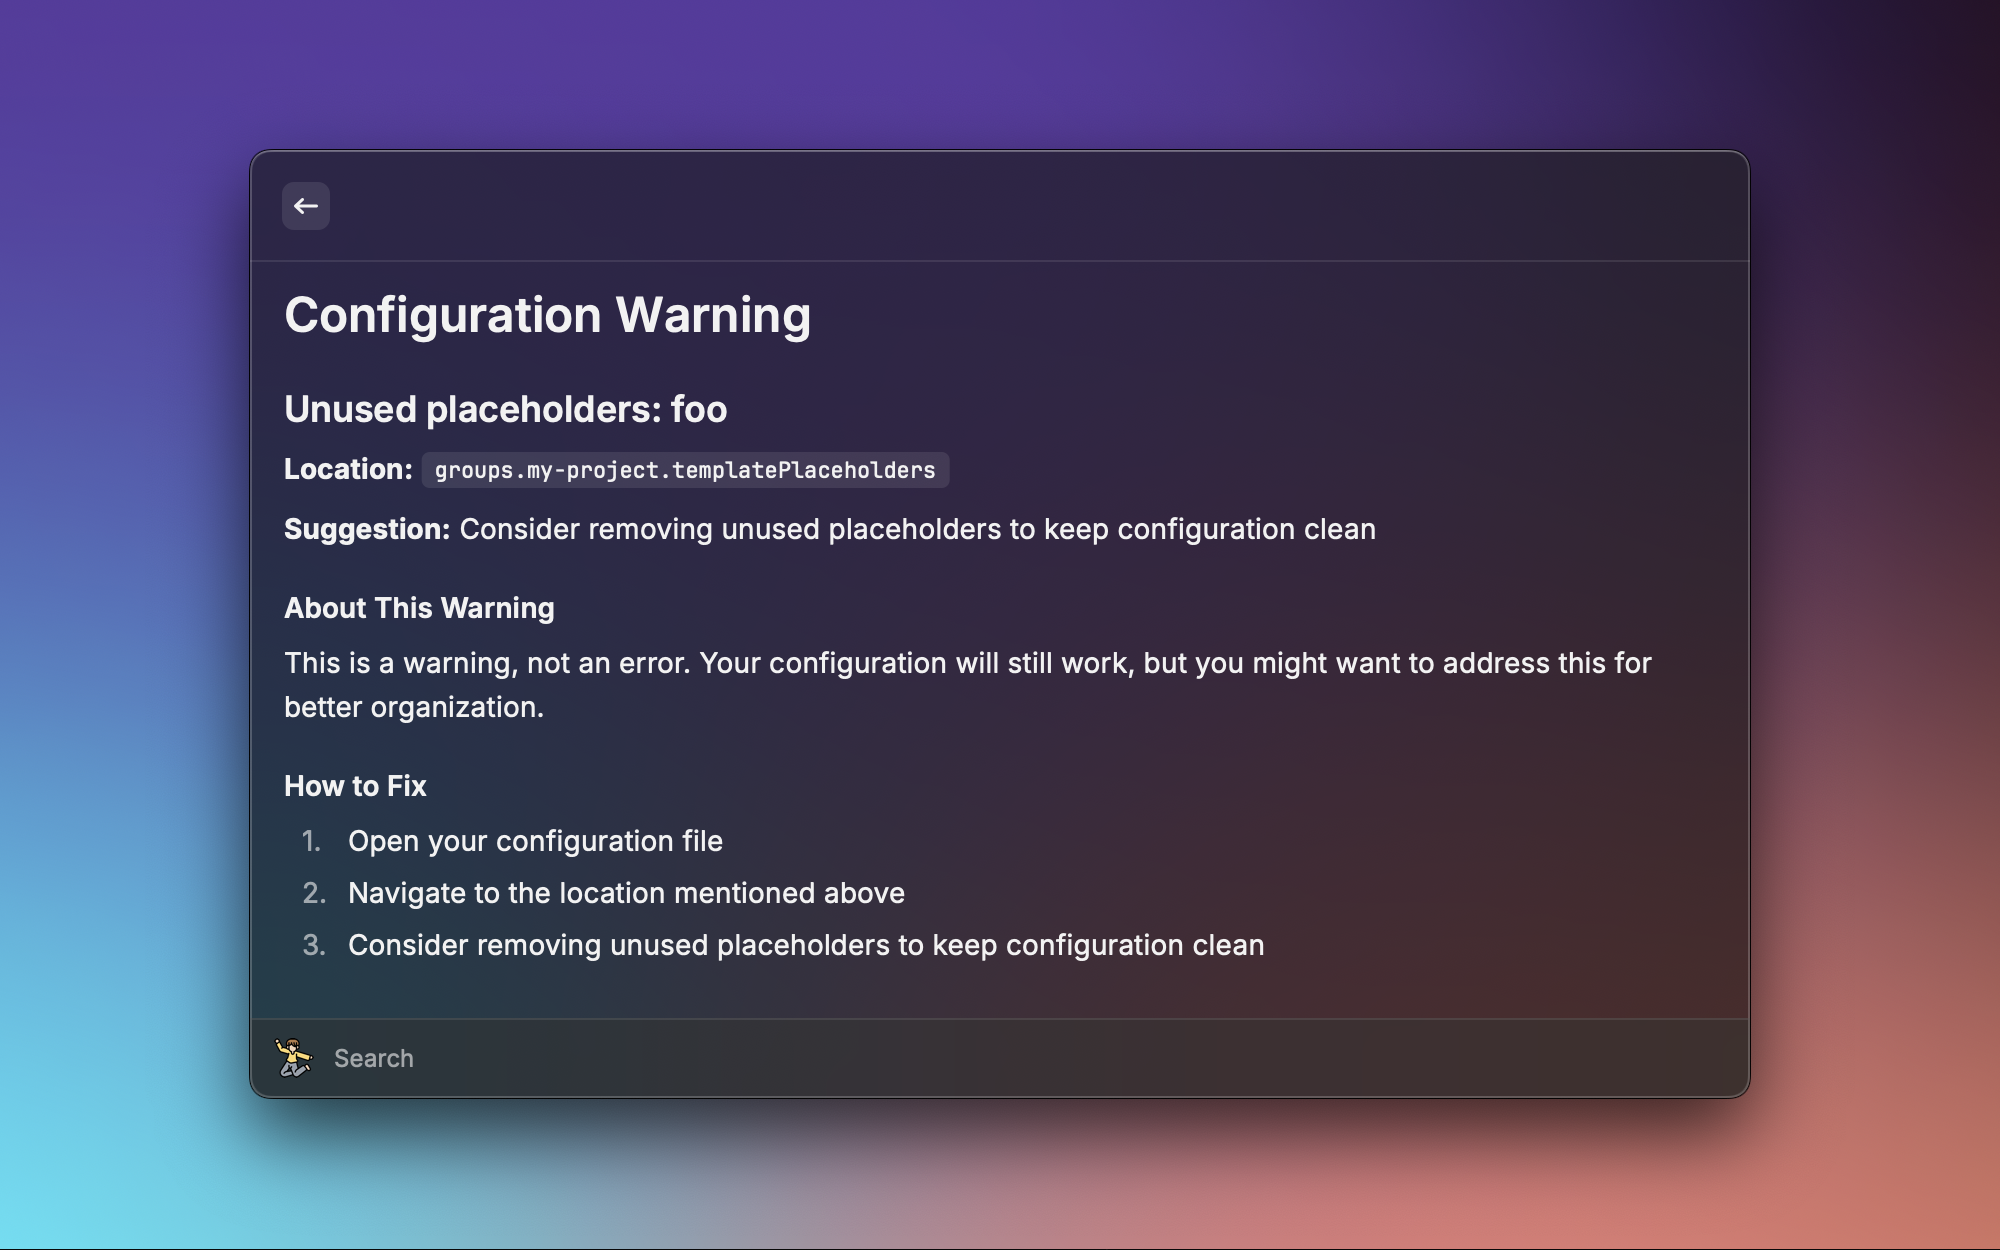 Configuration Warning
Unused placeholders: foo
Location: groups.my-project.templatePlaceholders
Suggestion: Consider removing unused placeholders to keep configuration clean
About This Warning
This is a warning, not an error. Your configuration will still work, but you might want to address this for
better organization.
How to Fix
1. Open your configuration file
2. Navigate to the location mentioned above
3. Consider removing unused placeholders to keep configuration clean
Search